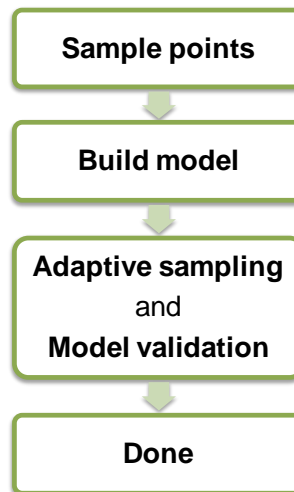 Sample points
Build model
Adaptive sampling
and
Model validation
Done